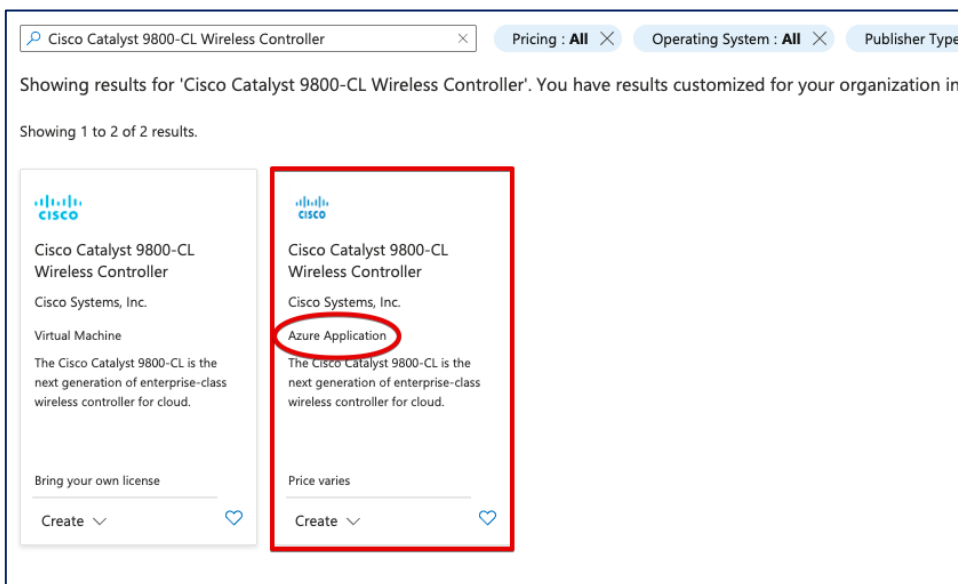 Cisco Catalyst 9800-CL Wireless Controller
Pricing : All
Operating System : All
Publisher Type
Showing results for 'Cisco Catalyst 9800-CL Wireless Controller'. You have results customized for your organization in
Showing 1 to 2 of 2 results.
CISCO
Cisco Catalyst 9800-CL
Wireless Controller
Cisco Systems, Inc.
Virtual Machine
The Cisco Catalyst 9800-CL is the
next generation of enterprise-class
wireless controller for cloud.
Bring your own license
Create
CISCO
Cisco Catalyst 9800-CL
Wireless Controller
Cisco Systems, Inc.
Azure Application
The Cisco Catalyst 9800-CL is the
next generation of enterprise-class
wireless controller for cloud.
Price varies
Create